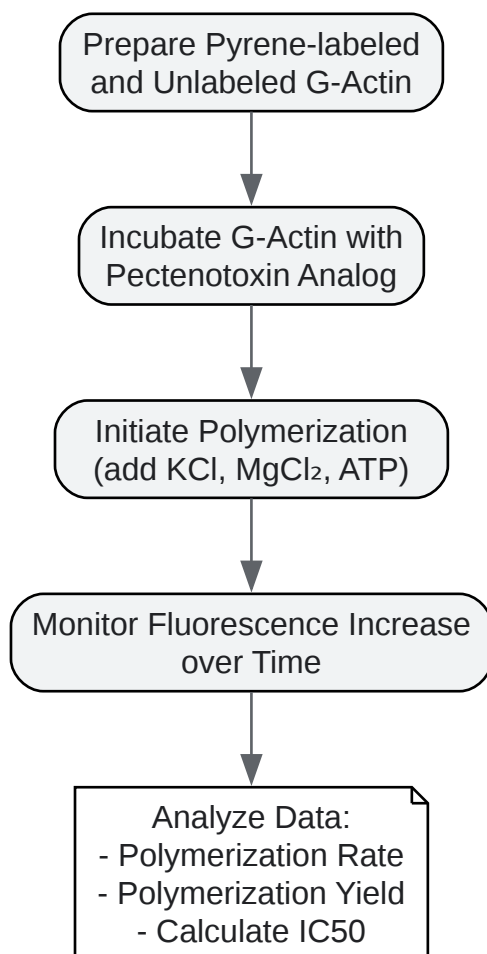 Prepare Pyrene-labeled
and Unlabeled G-Actin
Incubate G-Actin with
Pectenotoxin Analog
Initiate Polymerization
(add KCl, MgCl₂, ATP)
Monitor Fluorescence Increase
over Time
Analyze Data:
- Polymerization Rate
- Polymerization Yield
- Calculate IC50